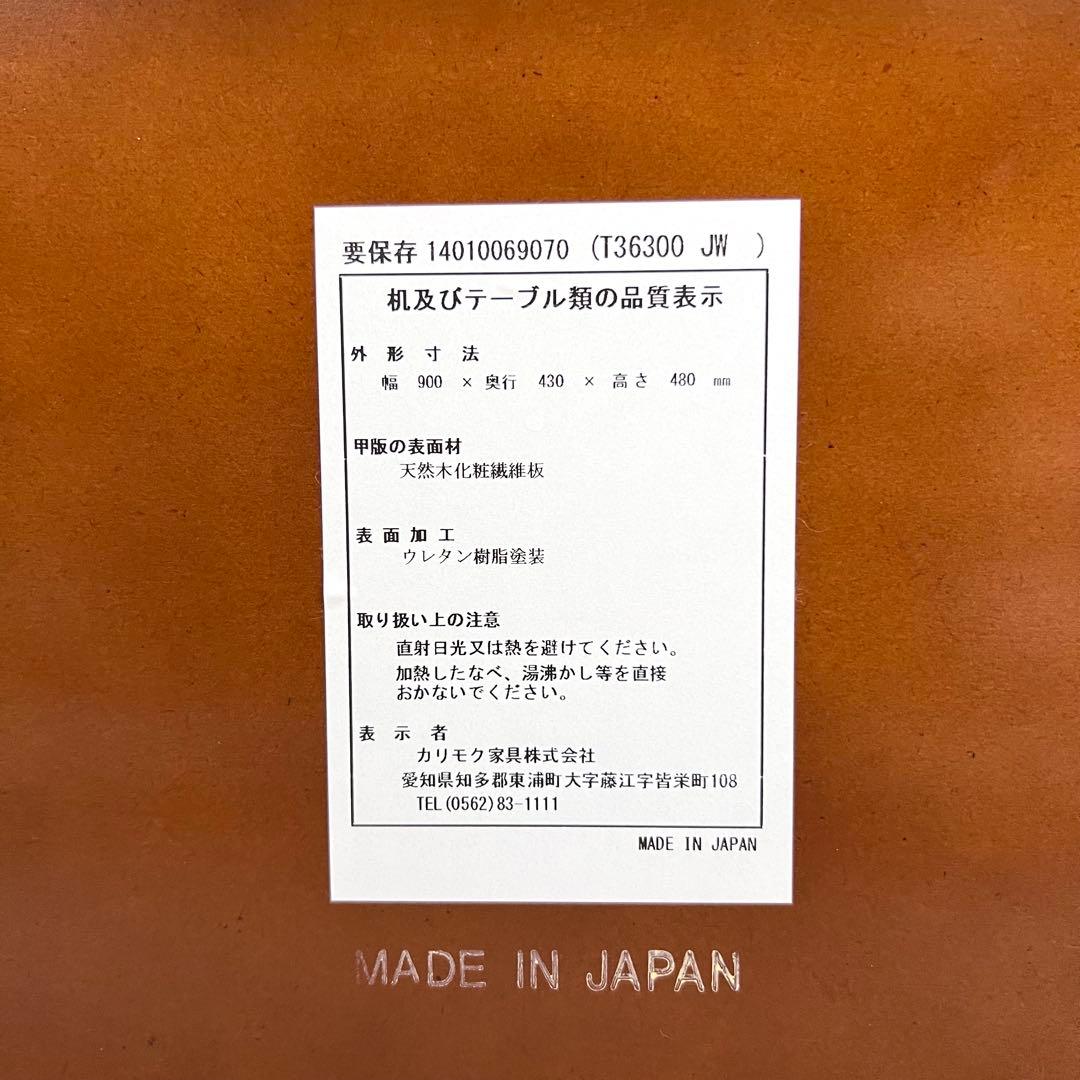 要保存 14010069070 (T36300 JW )
机及びテーブル類の品質表示
外形寸法
幅 900 × 奥行 430 × 高さ 480 mm
甲版の表面材
天然木化粧繊維板
表面加工
ウレタン樹脂塗装
取り扱い上の注意
直射日光又は熱を避けてください。
加熱したなべ、湯沸かし等を直接
おかないでください。
表示者
カリモク家具株式会社
愛知県知多郡東浦町大字藤江字皆栄町108
TEL(0562)83-1111
MADE IN JAPAN
MADE IN JAPAN